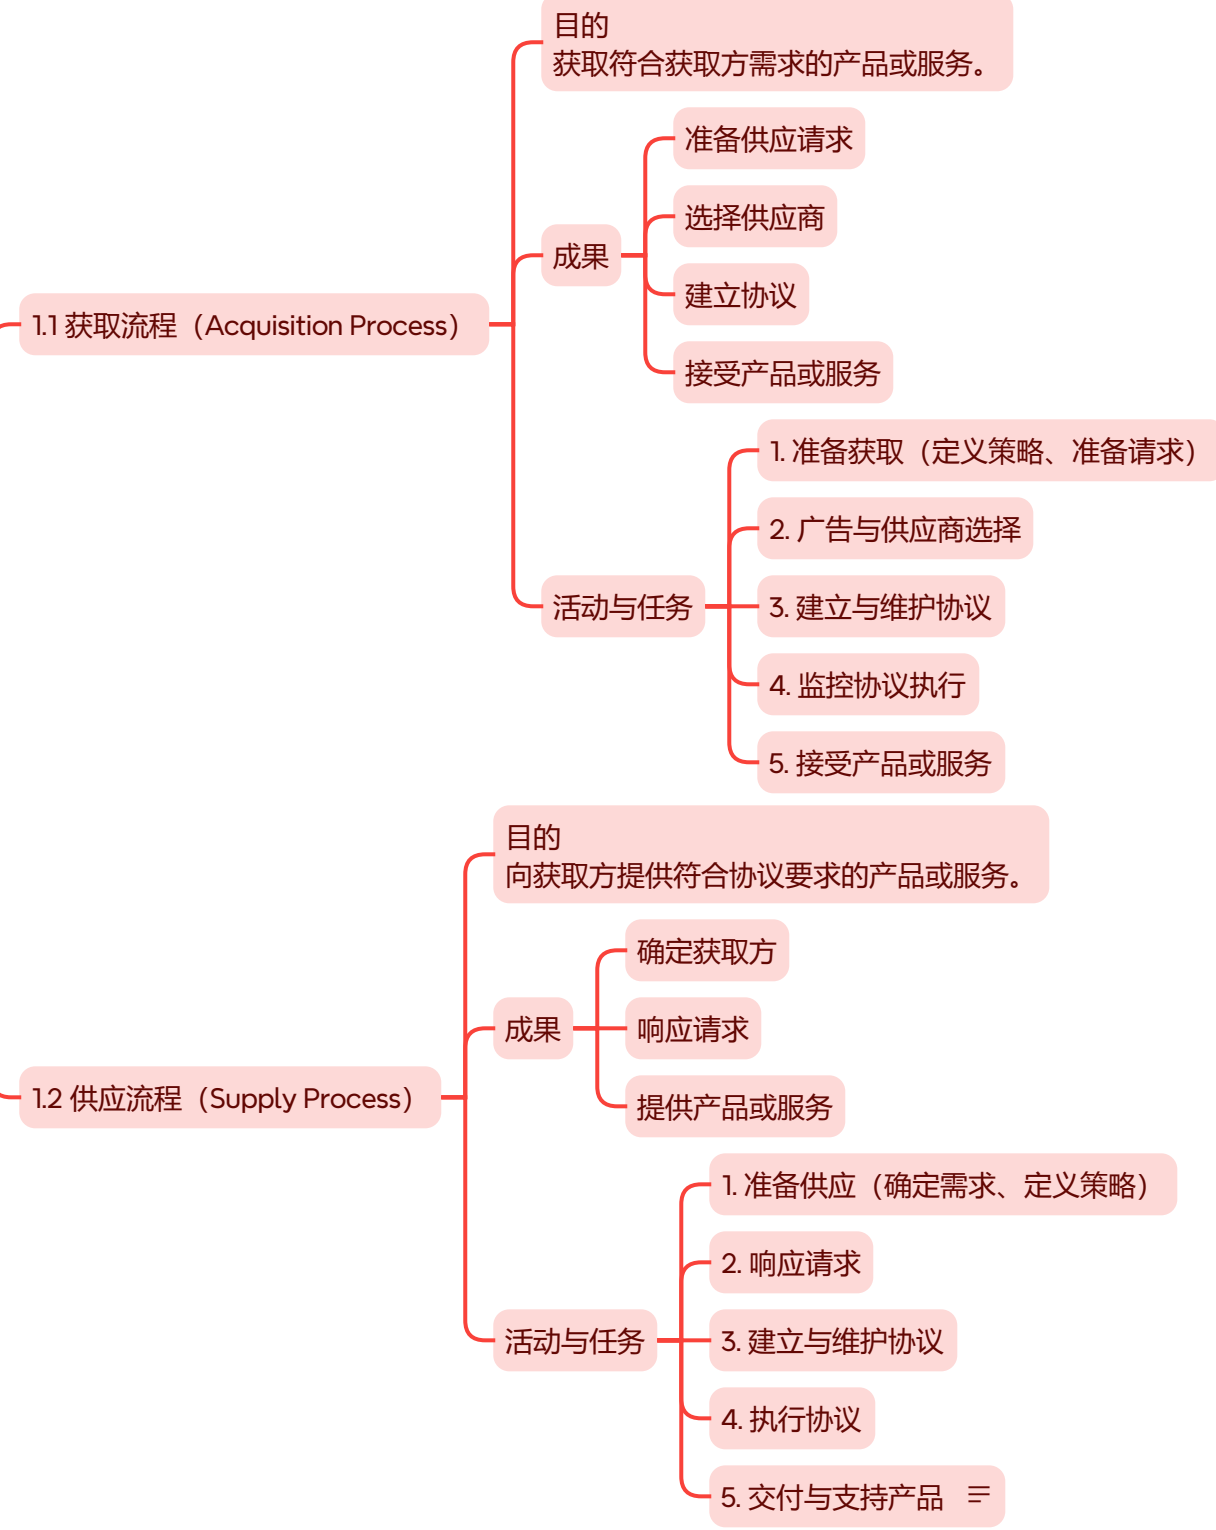 目的
获取符合获取方需求的产品或服务。
准备供应请求
选择供应商
成果
建立协议
1.1 获取流程（Acquisition Process）
接受产品或服务
1. 准备获取（定义策略、准备请求）
2. 广告与供应商选择
活动与任务
3. 建立与维护协议
4. 监控协议执行
5. 接受产品或服务
目的
向获取方提供符合协议要求的产品或服务。
确定获取方
成果
响应请求
1.2 供应流程（Supply Process）
提供产品或服务
1. 准备供应（确定需求、定义策略）
2. 响应请求
活动与任务
3. 建立与维护协议
4. 执行协议
5. 交付与支持产品